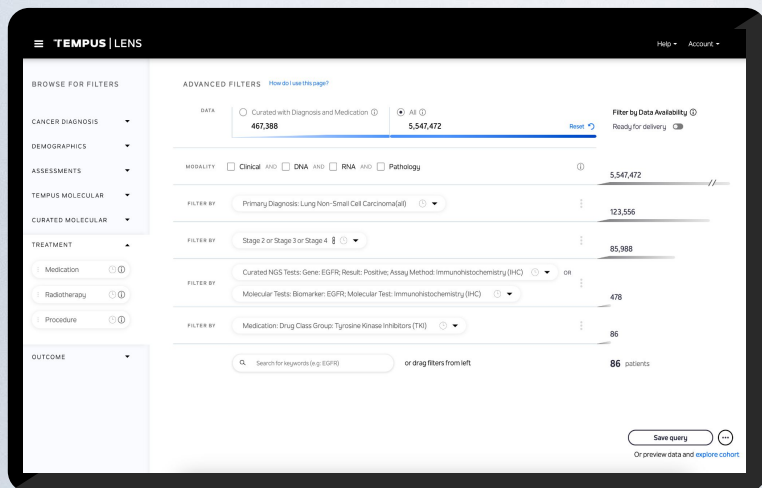 TEMPUS | LENS
Help
Account
BROWSE FOR FILTERS
CANCER DIAGNOSIS
DEMOGRAPHICS
ASSESSMENTS
TEMPUS MOLECULAR
CURATED MOLECULAR
TREATMENT
Medication
Radiotherapy
Procedure
OUTCOME
ADVANCED FILTERS How do I use this page?
DATA
Curated with Diagnosis and Medication
467,388
All
5,547,472
Reset
Filter by Data Availability
Ready for delivery
MODALITY Clinical AND DNA AND RNA AND Pathology
5,547,472
FILTER BY Primary Diagnosis: Lung Non-Small Cell Carcinoma(all)
123,556
FILTER BY Stage 2 or Stage 3 or Stage 4
85,988
FILTER BY
Curated NGS Tests: Gene: EGFR; Result: Positive; Assay Method: Immunohistochemistry (IHC) OR
Molecular Tests: Biomarker: EGFR; Molecular Test: Immunohistochemistry (IHC)
478
FILTER BY Medication: Drug Class Group: Tyrosine Kinase Inhibitors (TKI)
86
Search for keywords (e.g. EGFR) or drag filters from left
86 patients
Save query
Or preview data and explore cohort